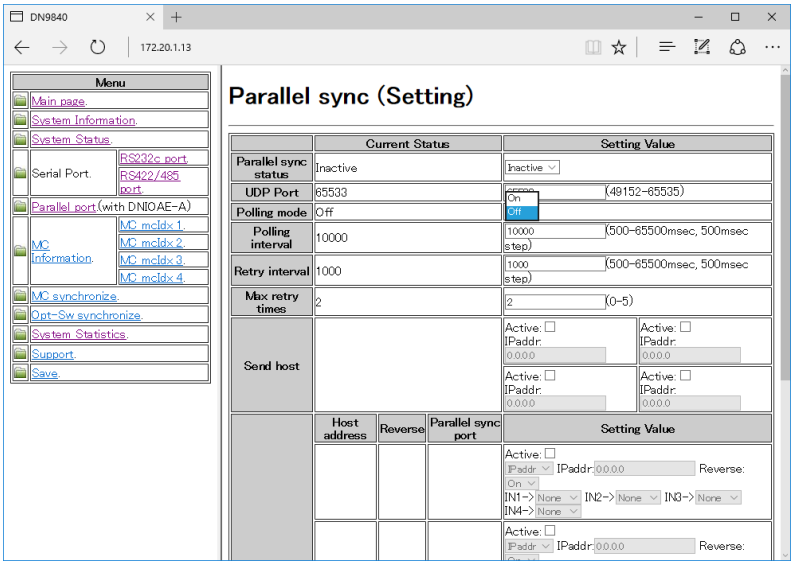 DN9840
172.20.1.13
Menu
Main page.
System Information.
System Status.
Serial Port.
RS232c port.
RS422/485
port.
Parallel port.(with DNIOAE-A)
MC
Information.
MC mcIdx 1.
MC mcIdx 2.
MC mcIdx 3.
MC mcIdx 4.
MC synchronize.
Opt-Sw synchronize.
System Statistics.
Support.
Save.
Parallel sync (Setting)
Current Status
Setting Value
Parallel sync
status
Inactive
Inactive
UDP Port
65533
(49152-65535)
On
Off
Polling mode
Off
Polling
interval
10000
10000
(500-65500msec, 500msec
step)
Retry interval
1000
1000
(500-65500msec, 500msec
step)
Max retry
times
2
2
(0-5)
Send host
Active:
IPaddr:
0.0.0.0
Active:
IPaddr:
0.0.0.0
Active:
IPaddr:
0.0.0.0
Active:
IPaddr:
0.0.0.0
Host
address
Reverse
Parallel sync
port
Setting Value
Active:
IPaddr IPaddr: 0.0.0.0 Reverse:
On
IN1-> None IN2-> None IN3-> None
IN4-> None
Active:
IPaddr IPaddr: 0.0.0.0 Reverse: